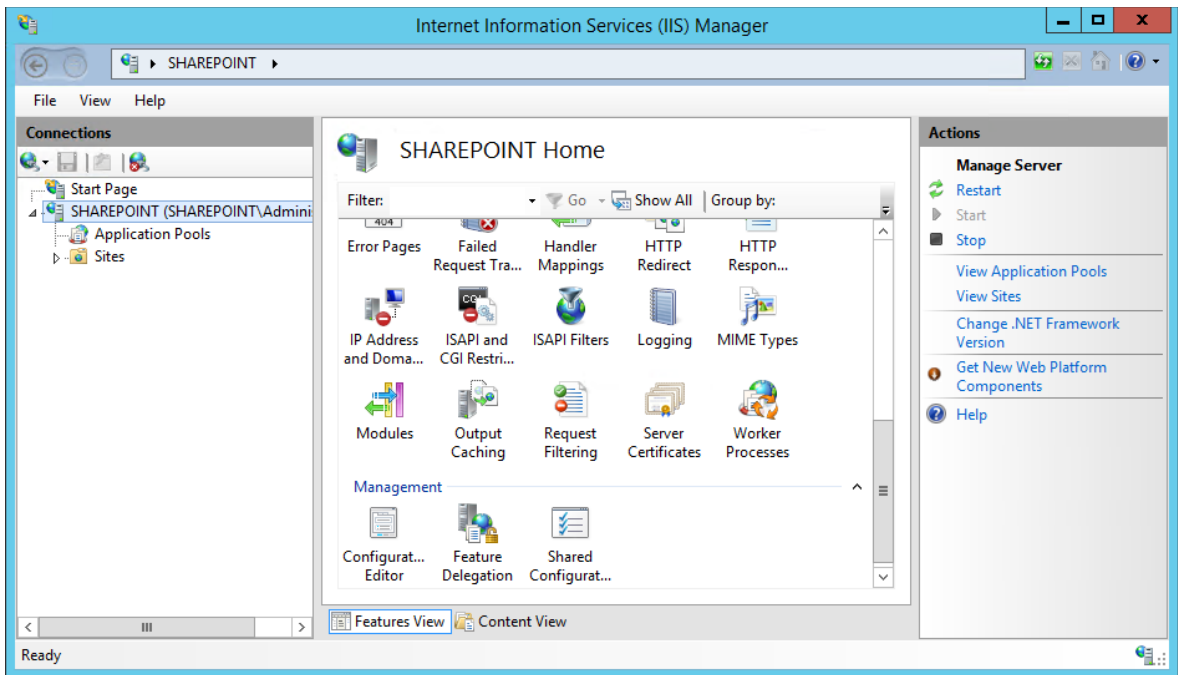 Internet Information Services (IIS) Manager
SHAREPOINT
File View Help
Connections
Start Page
SHAREPOINT (SHAREPOINT\Admini
Application Pools
Sites
SHAREPOINT Home
Filter: Go Show All Group by:
404
Error Pages Failed Handler HTTP HTTP
Request Tra... Mappings Redirect Respon...
CGI
IP Address ISAPI and ISAPI Filters Logging MIME Types
and Doma... CGI Restri...
Modules Output Request Server Worker
Caching Filtering Certificates Processes
Management
Configurat... Feature Shared
Editor Delegation Configurat...
Features View Content View
Actions
Manage Server
Restart
Start
Stop
View Application Pools
View Sites
Change .NET Framework
Version
Get New Web Platform
Components
Help
Ready